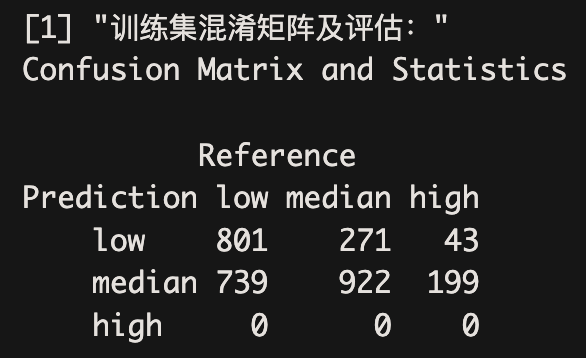 [1] "训练集混淆矩阵及评估："
Confusion Matrix and Statistics
Reference
Prediction low median high
low 801 271 43
median 739 922 199
high 0 0 0